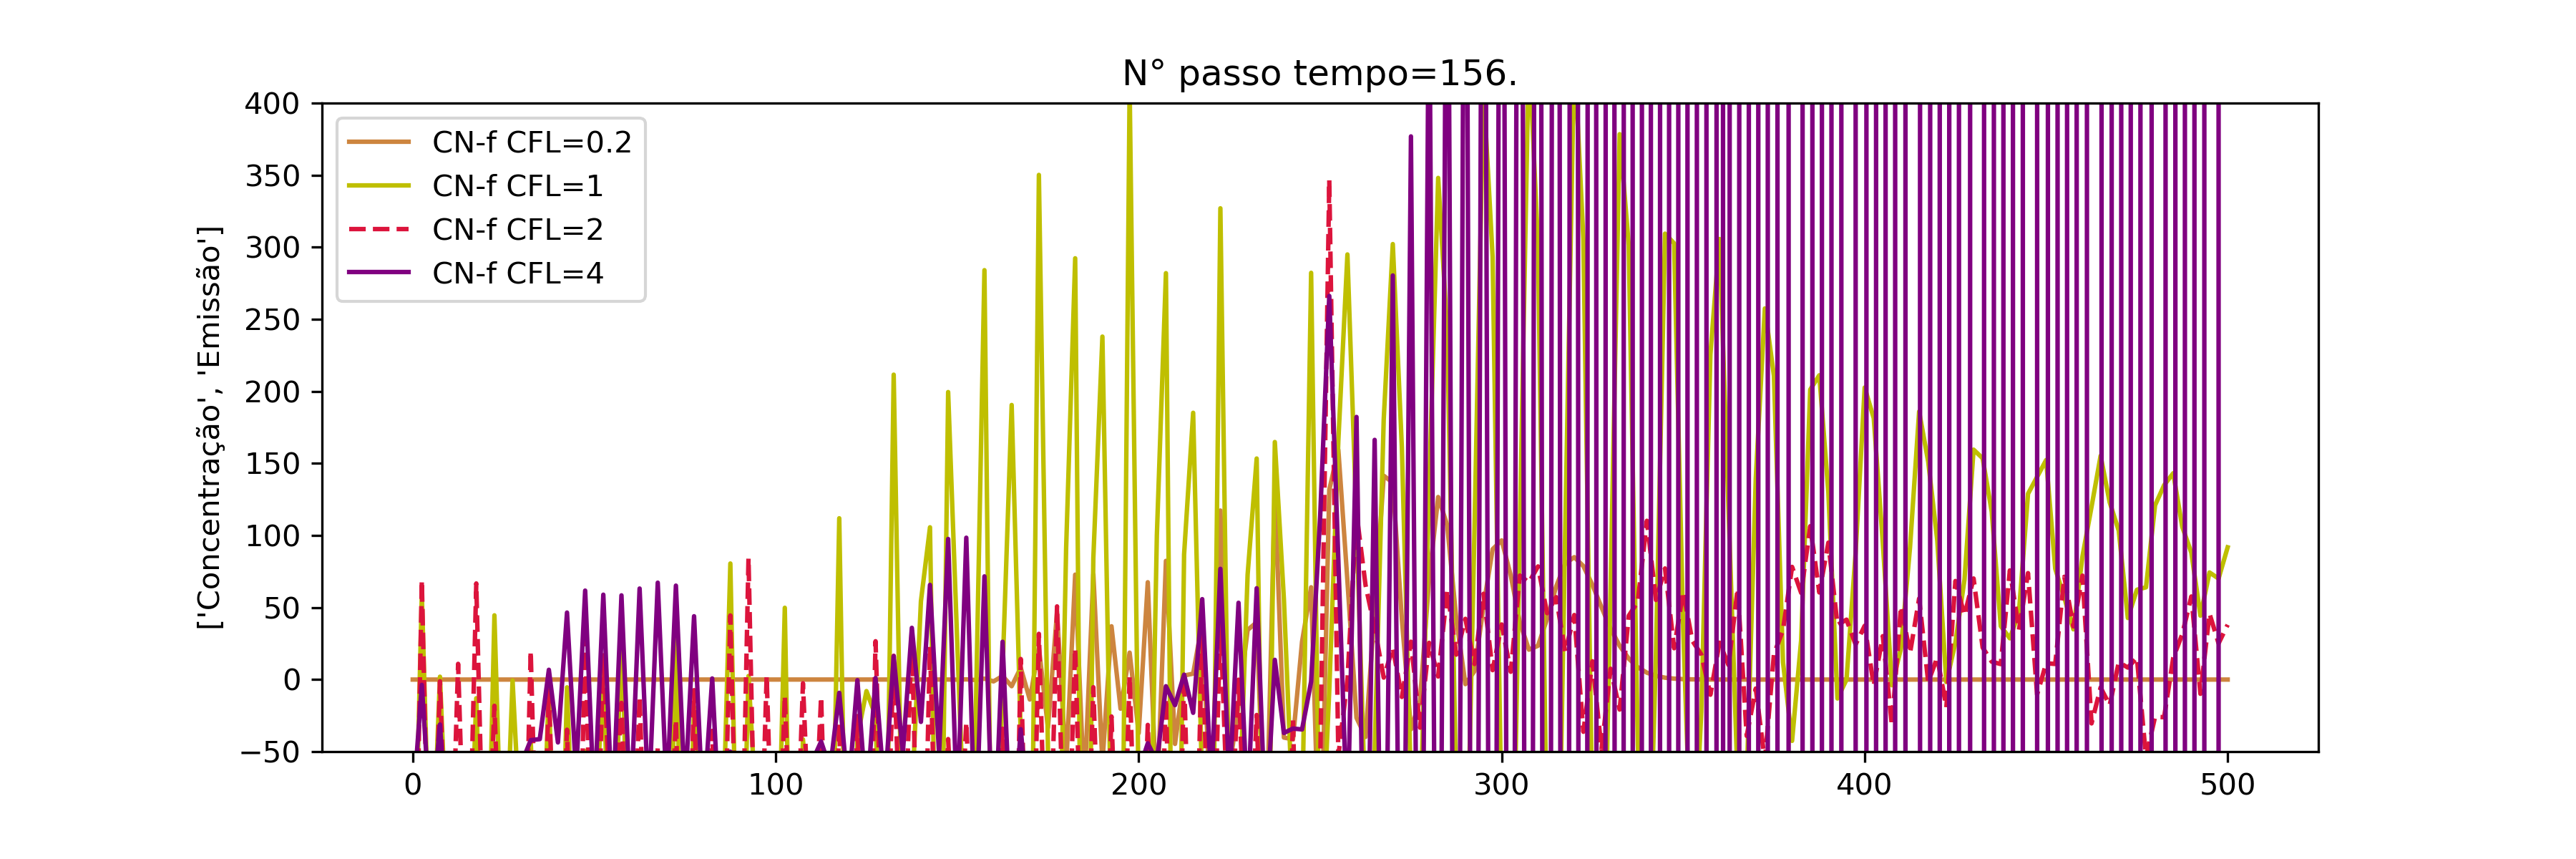 N° passo tempo=156.
400
350
300
250
200
150
100
50
0
−50
['Concentração', 'Emissão']
CN-f CFL=0.2
CN-f CFL=1
CN-f CFL=2
CN-f CFL=4
0 100 200 300 400 500